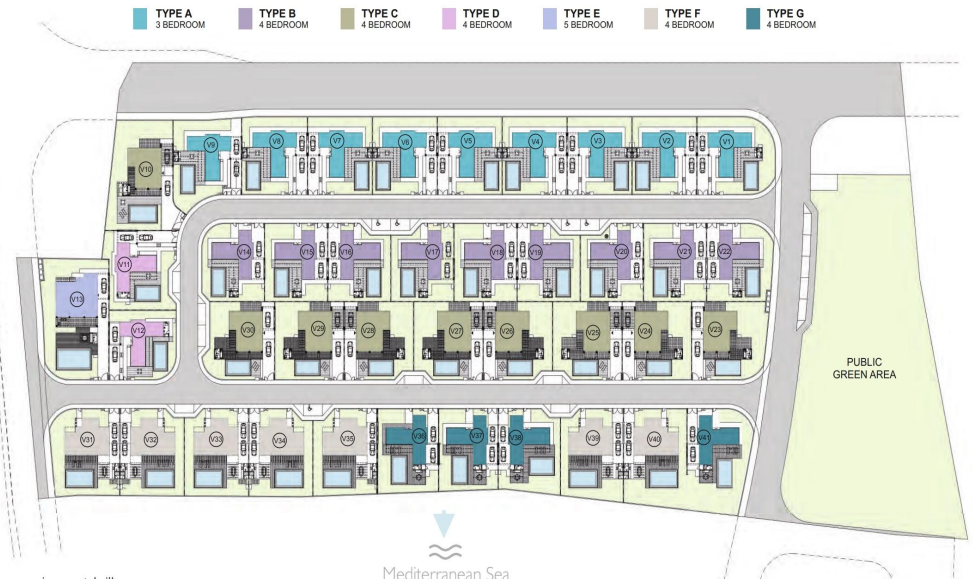 TYPE A
3 BEDROOM
TYPE B
4 BEDROOM
TYPE C
4 BEDROOM
TYPE D
4 BEDROOM
TYPE E
5 BEDROOM
TYPE F
4 BEDROOM
TYPE G
4 BEDROOM
V10
V9
V8
V7
V6
V5
V4
V3
V2
V1
V11
V14
V15
V16
V17
V18
V19
V20
V21
V22
V13
V12
V30
V29
V28
V27
V26
V25
V24
V23
PUBLIC
GREEN AREA
V31
V32
V33
V34
V35
V36
V37
V38
V39
V40
V41
Mediterranean Sea